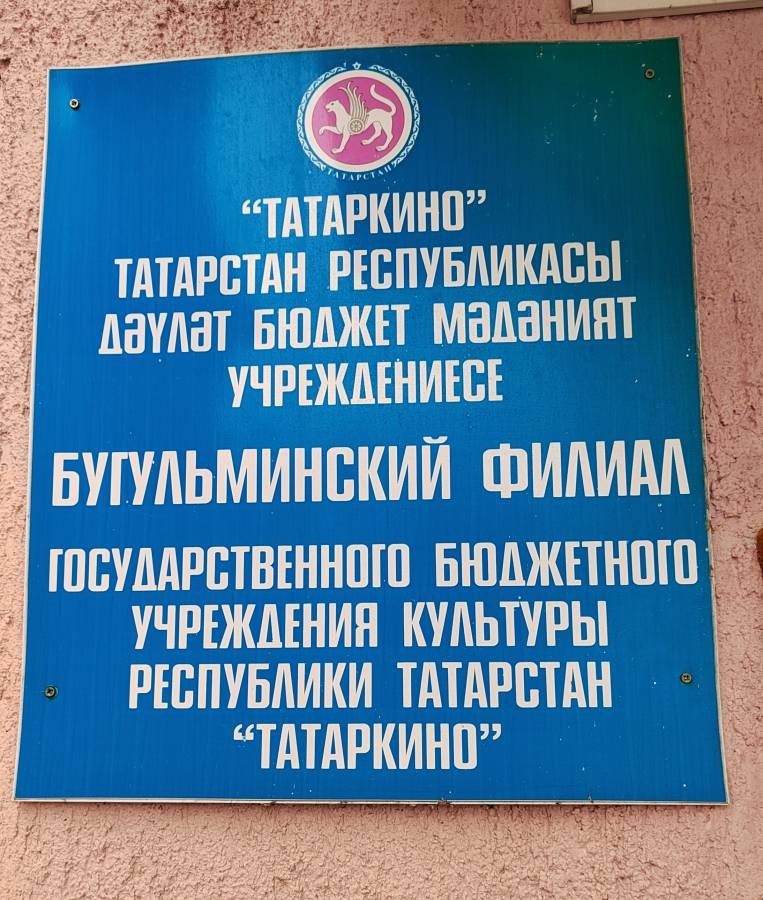 ТАТАРСТАН
“ТАТАРКИНО”
ТАТАРСТАН РЕСПУБЛИКАСЫ
ДӘҮЛӘТ БЮДЖЕТ МӘДӘНИЯТ
УЧРЕЖДЕНИЕСЕ
БУГУЛЬМИНСКИЙ ФИЛИАЛ
ГОСУДАРСТВЕННОГО БЮДЖЕТНОГО
УЧРЕЖДЕНИЯ КУЛЬТУРЫ
РЕСПУБЛИКИ ТАТАРСТАН
“ТАТАРКИНО”